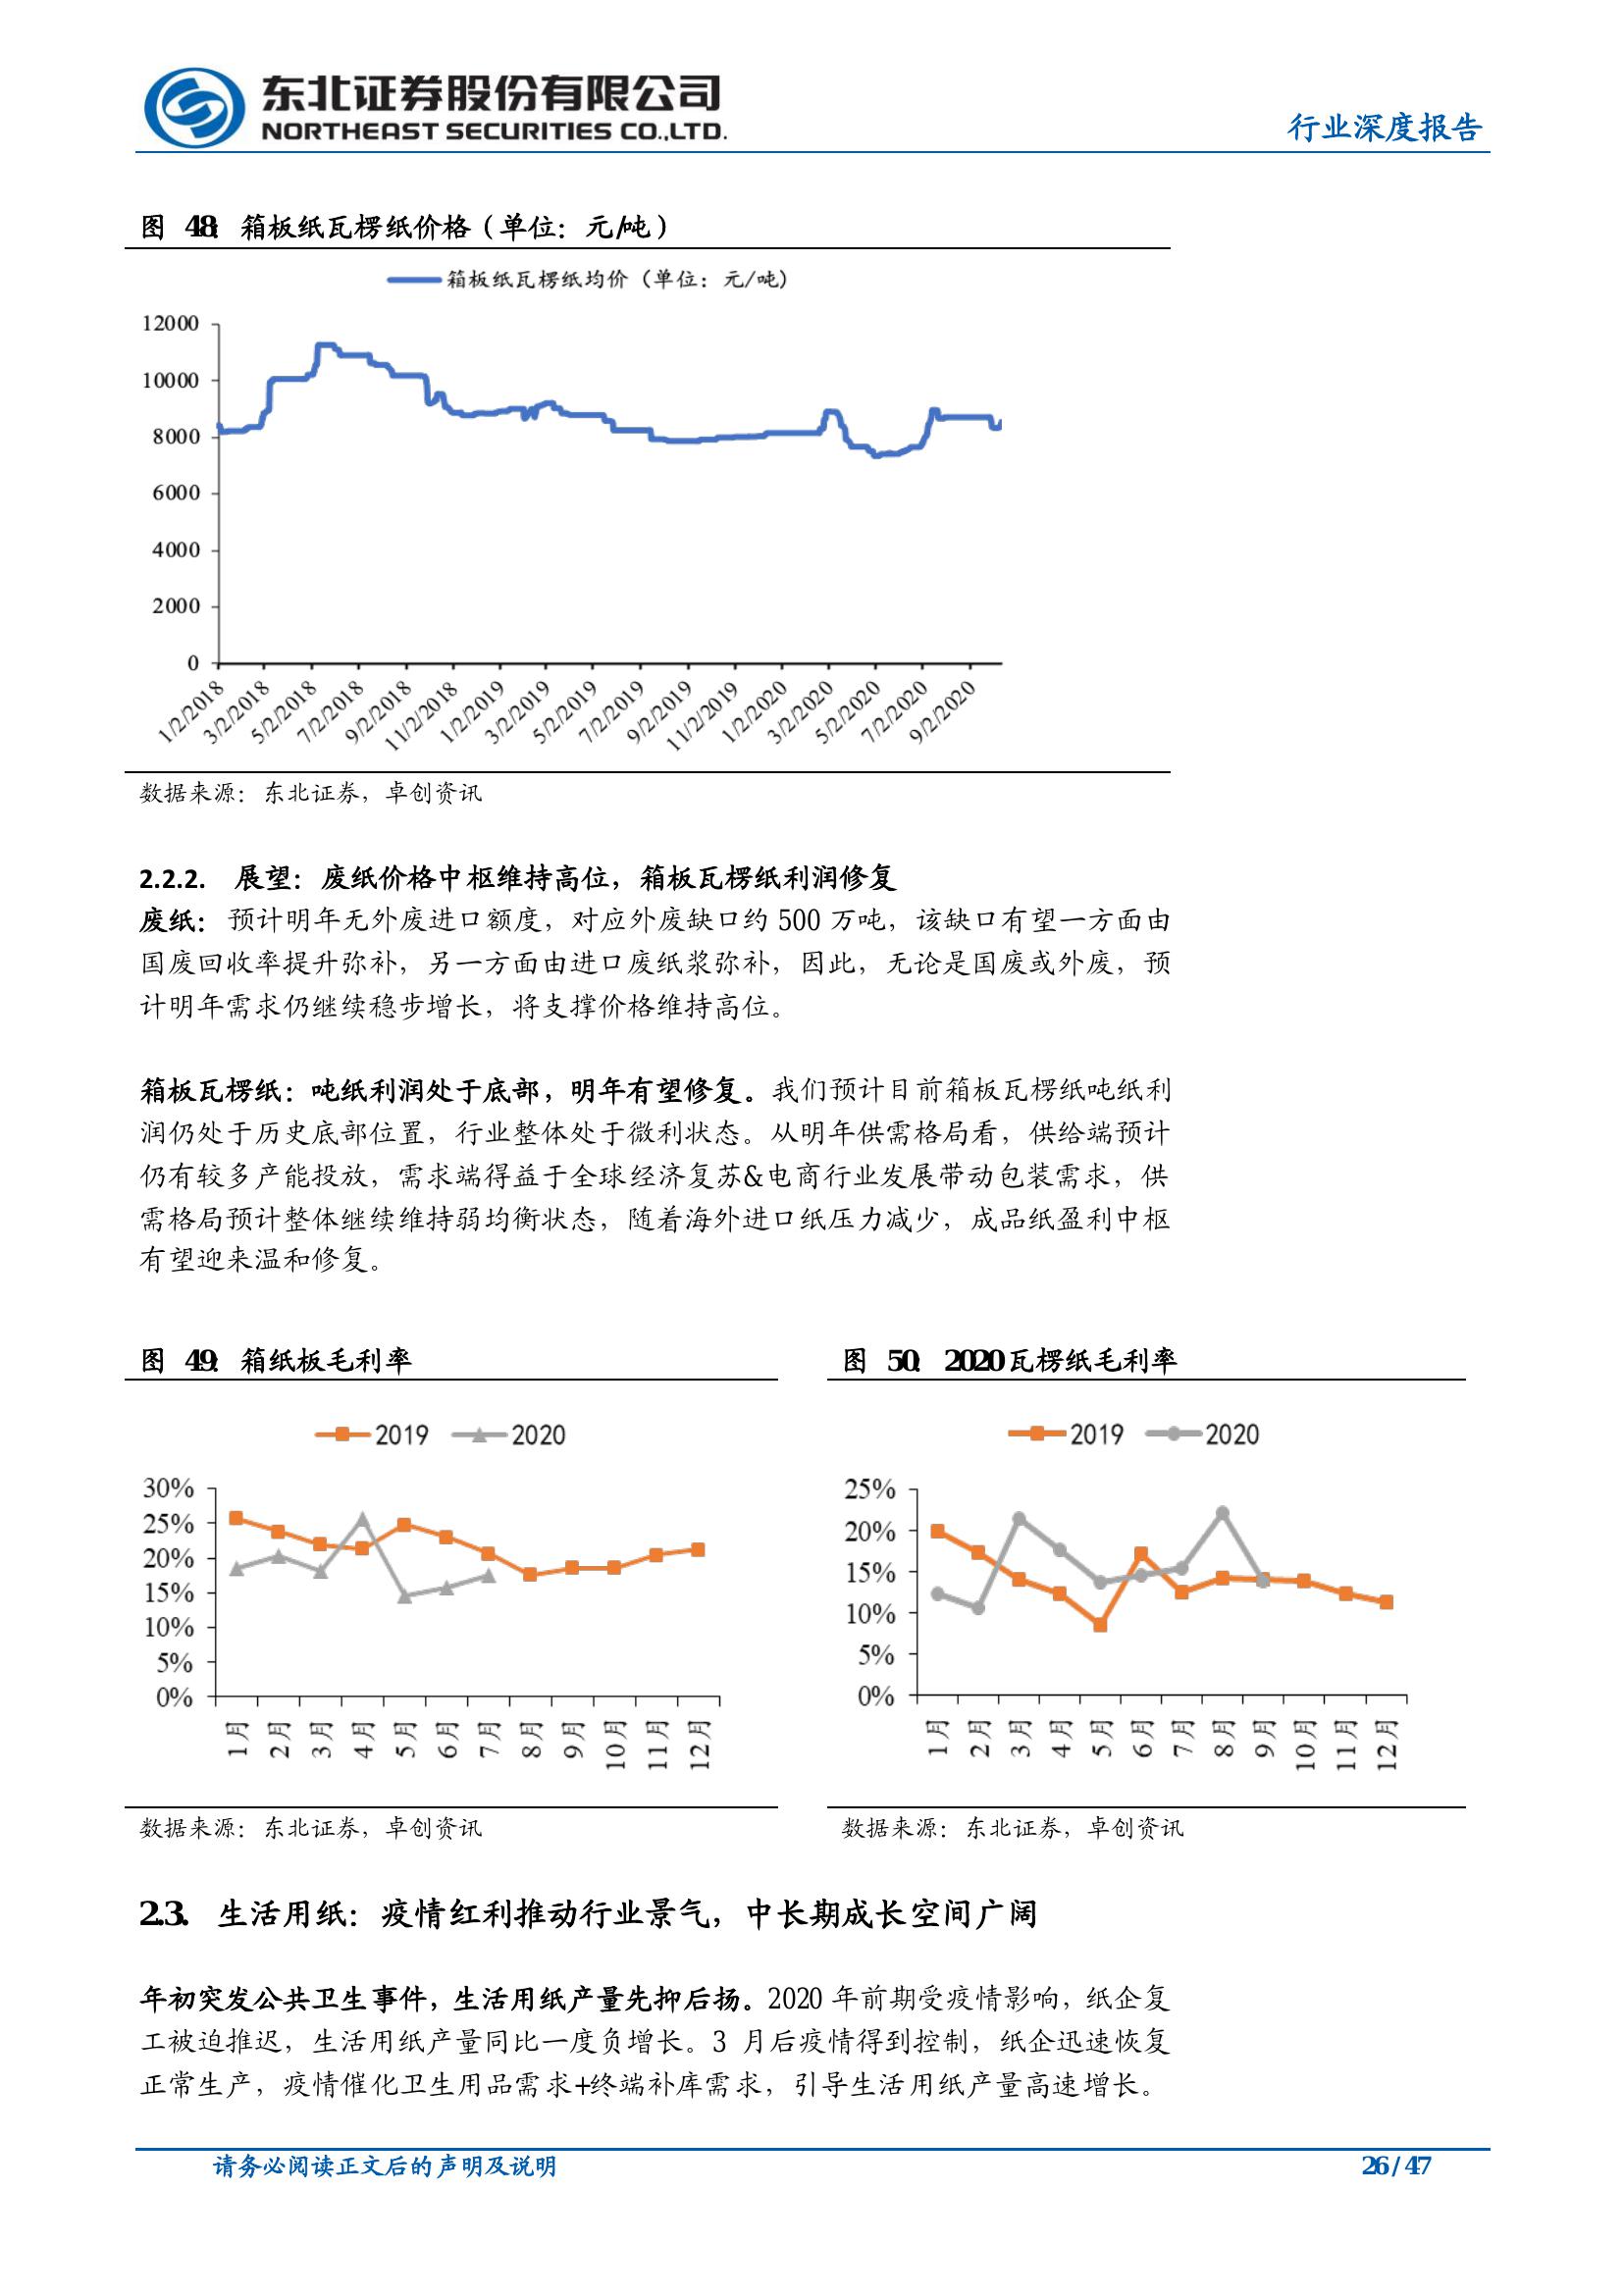 东北证券股份有限公司
NORTHEAST SECURITIES CO.,LTD.
行业深度报告
图 48: 箱板纸瓦楞纸价格（单位：元/吨）
箱板纸瓦楞纸均价（单位：元/吨）
12000
10000
8000
6000
4000
2000
0
1/2/2018 3/2/2018 5/2/2018 7/2/2018 9/2/2018 11/2/2018 1/2/2019 3/2/2019 5/2/2019 7/2/2019 9/2/2019 11/2/2019 1/2/2020 3/2/2020 5/2/2020 7/2/2020 9/2/2020
数据来源：东北证券，卓创资讯
2.2.2. 展望：废纸价格中枢维持高位，箱板瓦楞纸利润修复
废纸：预计明年无外废进口额度，对应外废缺口约 500 万吨，该缺口有望一方面由
国废回收率提升弥补，另一方面由进口废纸浆弥补，因此，无论是国废或外废，预
计明年需求仍继续稳步增长，将支撑价格维持高位。
箱板瓦楞纸：吨纸利润处于底部，明年有望修复。我们预计目前箱板瓦楞纸吨纸利
润仍处于历史底部位置，行业整体处于微利状态。从明年供需格局看，供给端预计
仍有较多产能投放，需求端得益于全球经济复苏&电商行业发展带动包装需求，供
需格局预计整体继续维持弱均衡状态，随着海外进口纸压力减少，成品纸盈利中枢
有望迎来温和修复。
图 49: 箱纸板毛利率
2019 2020
30%
25%
20%
15%
10%
5%
0%
1月 2月 3月 4月 5月 6月 7月 8月 9月 10月 11月 12月
数据来源：东北证券，卓创资讯
图 50: 2020 瓦楞纸毛利率
2019 2020
25%
20%
15%
10%
5%
0%
1月 2月 3月 4月 5月 6月 7月 8月 9月 10月 11月 12月
数据来源：东北证券，卓创资讯
2.3. 生活用纸：疫情红利推动行业景气，中长期成长空间广阔
年初突发公共卫生事件，生活用纸产量先抑后扬。2020 年前期受疫情影响，纸企复
工被迫推迟，生活用纸产量同比一度负增长。3 月后疫情得到控制，纸企迅速恢复
正常生产，疫情催化卫生用品需求+终端补库需求，引导生活用纸产量高速增长。
请务必阅读正文后的声明及说明
26 / 47